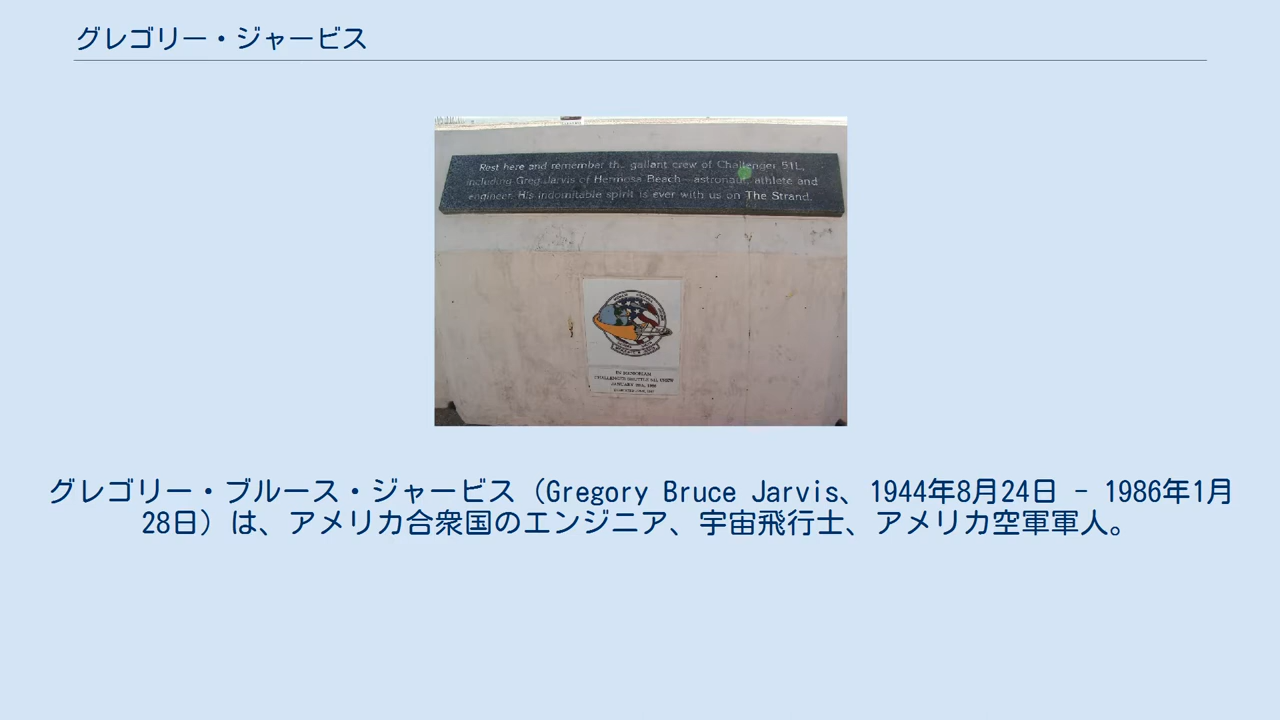 グレゴリー・ジャービス
Rest here and remember the gallant crew of Challenger 51L,
including Greg Jarvis of Hermosa Beach—astronaut, athlete and
engineer. His indomitable spirit is ever with us on The Strand.
IN MEMORIAM
CHALLENGER SHUTTLE 51L CREW
JANUARY 28TH, 1986
グレゴリー・ブルース・ジャービス（Gregory Bruce Jarvis、1944年8月24日 - 1986年1月
28日）は、アメリカ合衆国のエンジニア、宇宙飛行士、アメリカ空軍軍人。